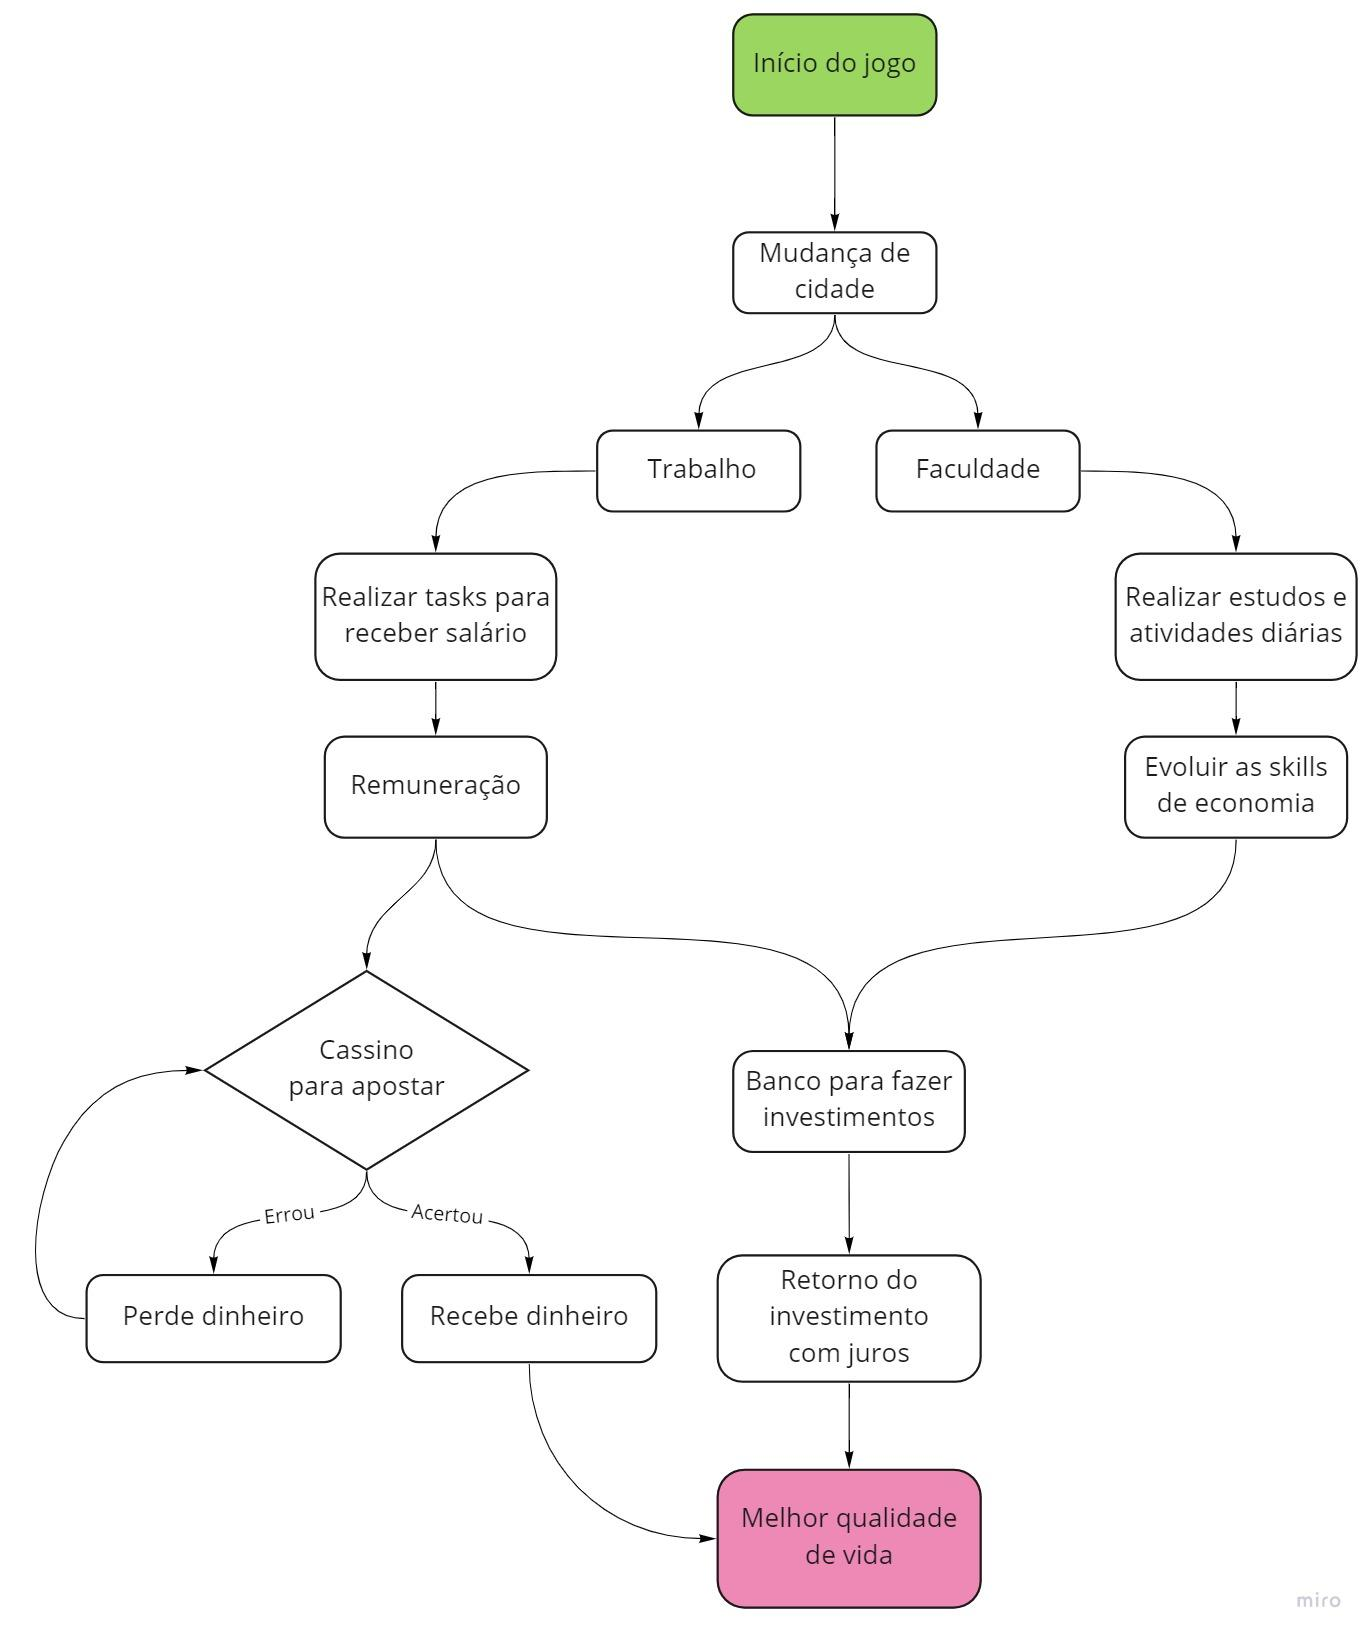 Início do jogo
Mudança de
cidade
Trabalho
Faculdade
Realizar tasks para
receber salário
Realizar estudos e
atividades diárias
Remuneração
Evoluir as skills
de economia
Cassino
para apostar
Banco para fazer
investimentos
Errou
Acertou
Perde dinheiro
Recebe dinheiro
Retorno do
investimento
com juros
Melhor qualidade
de vida
miro